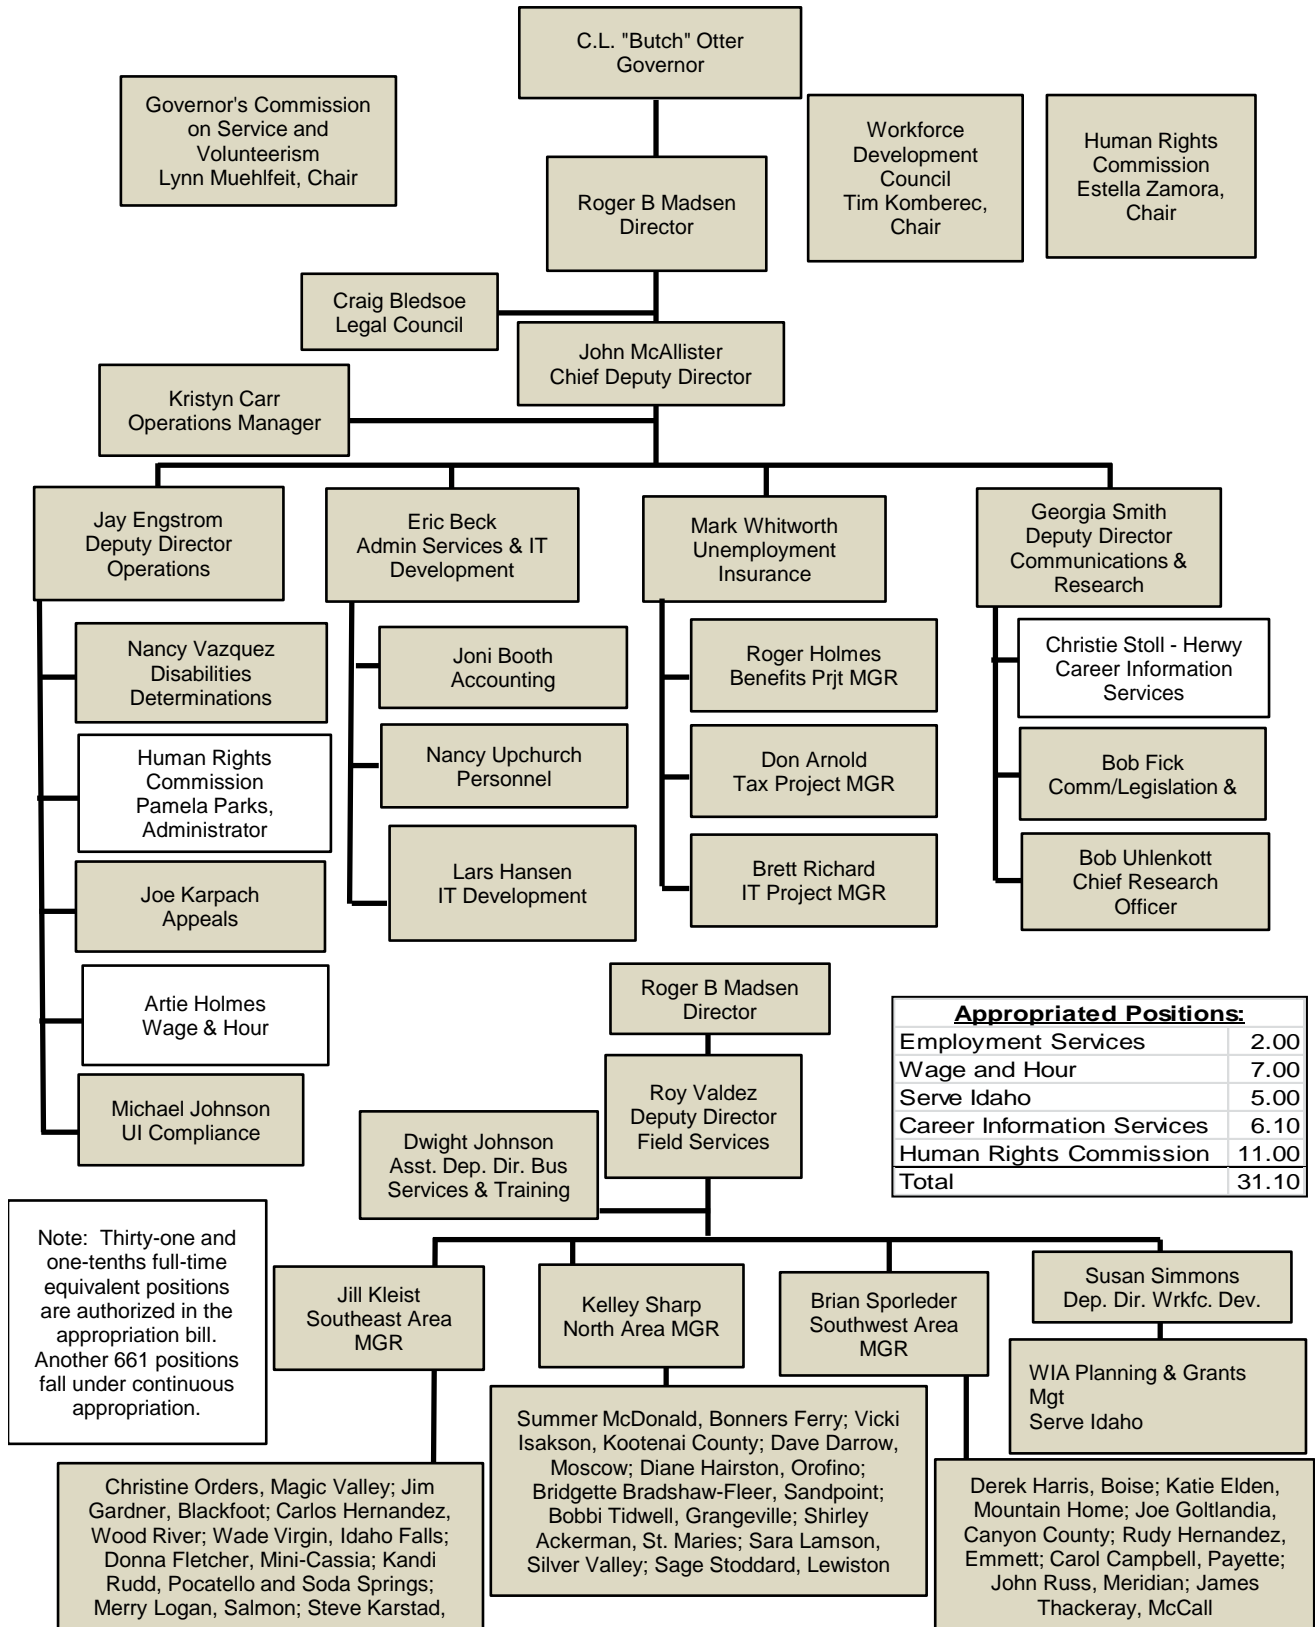 C.L. "Butch" Otter
Governor
Governor's Commission
on Service and
Volunteerism
Lynn Muehlfeit, Chair
Workforce
Development
Council
Tim Komberec,
Chair
Human Rights
Commission
Estella Zamora,
Chair
Roger B Madsen
Director
Craig Bledsoe
Legal Council
John McAllister
Chief Deputy Director
Kristyn Carr
Operations Manager
Jay Engstrom
Deputy Director
Operations
Eric Beck
Admin Services & IT
Development
Mark Whitworth
Unemployment
Insurance
Georgia Smith
Deputy Director
Communications &
Research
Nancy Vazquez
Disabilities
Determinations
Human Rights
Commission
Pamela Parks,
Administrator
Joe Karpach
Appeals
Artie Holmes
Wage & Hour
Michael Johnson
UI Compliance
Joni Booth
Accounting
Nancy Upchurch
Personnel
Lars Hansen
IT Development
Roger Holmes
Benefits Prjt MGR
Don Arnold
Tax Project MGR
Brett Richard
IT Project MGR
Christie Stoll - Herwy
Career Information
Services
Bob Fick
Comm/Legislation &
Bob Uhlenkott
Chief Research
Officer
Roger B Madsen
Director
Roy Valdez
Deputy Director
Field Services
Dwight Johnson
Asst. Dep. Dir. Bus
Services & Training
Appropriated Positions:
Employment Services 2.00
Wage and Hour 7.00
Serve Idaho 5.00
Career Information Services 6.10
Human Rights Commission 11.00
Total 31.10
Note: Thirty-one and
one-tenths full-time
equivalent positions
are authorized in the
appropriation bill.
Another 661 positions
fall under continuous
appropriation.
Jill Kleist
Southeast Area
MGR
Kelley Sharp
North Area MGR
Brian Sporleder
Southwest Area
MGR
Susan Simmons
Dep. Dir. Wrkfc. Dev.
WIA Planning & Grants
Mgt
Serve Idaho
Christine Orders, Magic Valley; Jim
Gardner, Blackfoot; Carlos Hernandez,
Wood River; Wade Virgin, Idaho Falls;
Donna Fletcher, Mini-Cassia; Kandi
Rudd, Pocatello and Soda Springs;
Merry Logan, Salmon; Steve Karstad,
Summer McDonald, Bonners Ferry; Vicki
Isakson, Kootenai County; Dave Darrow,
Moscow; Diane Hairston, Orofino;
Bridgette Bradshaw-Fleer, Sandpoint;
Bobbi Tidwell, Grangeville; Shirley
Ackerman, St. Maries; Sara Lamson,
Silver Valley; Sage Stoddard, Lewiston
Derek Harris, Boise; Katie Elden,
Mountain Home; Joe Goltlandia,
Canyon County; Rudy Hernandez,
Emmett; Carol Campbell, Payette;
John Russ, Meridian; James
Thackeray, McCall